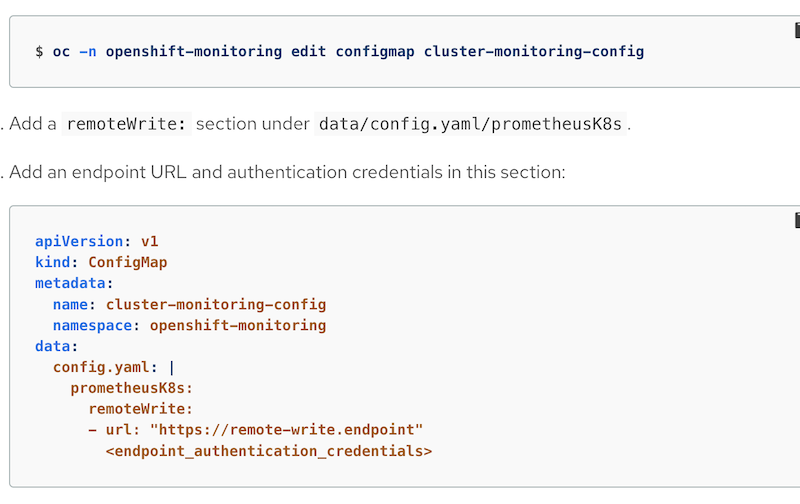 $ oc -n openshift-monitoring edit configmap cluster-monitoring-config
. Add a remoteWrite: section under data/config.yaml/prometheusK8s.
. Add an endpoint URL and authentication credentials in this section:
apiVersion: v1
kind: ConfigMap
metadata:
  name: cluster-monitoring-config
  namespace: openshift-monitoring
data:
  config.yaml: |
    prometheusK8s:
      remoteWrite:
      - url: "https://remote-write.endpoint"
        <endpoint_authentication_credentials>